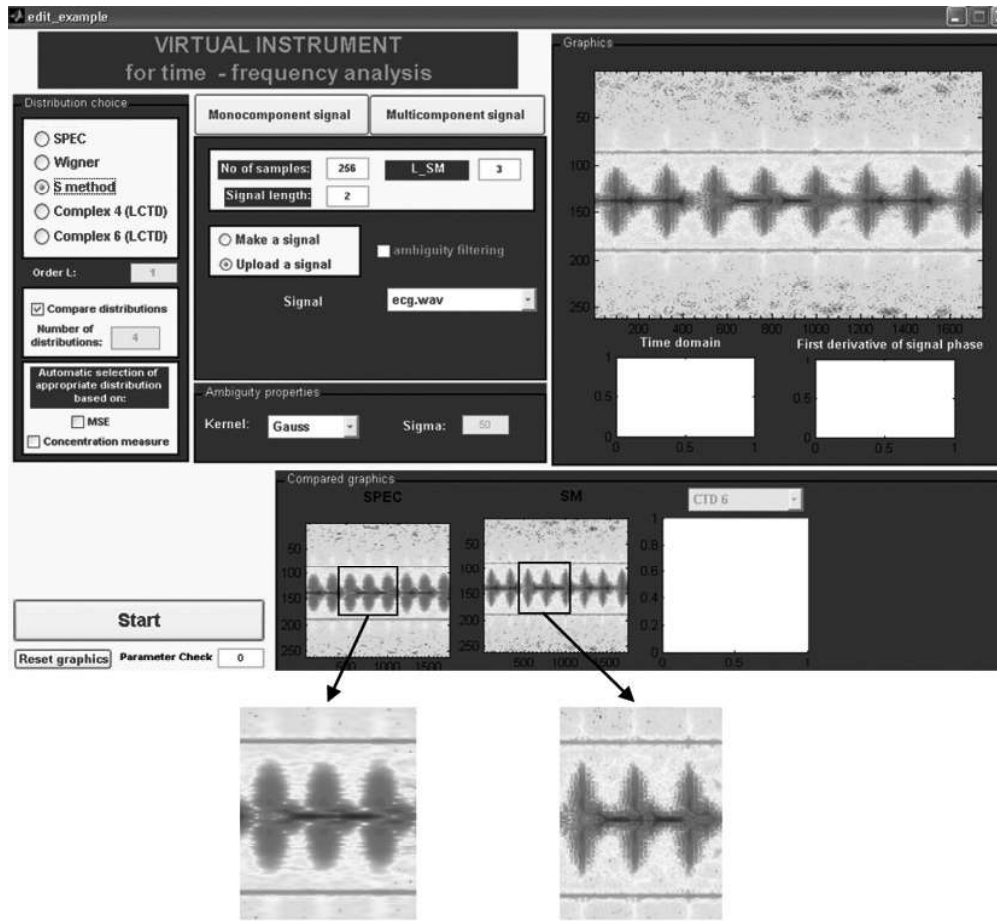 edit_example
VIRTUAL INSTRUMENT
for time - frequency analysis
Distribution choice
SPEC
Wigner
S method
Complex 4 (LCTD)
Complex 6 (LCTD)
Order L: 1
Compare distributions
Number of
distributions: 4
Automatic selection of
appropriate distribution
based on:
MSE
Concentration measure
Monocomponent signal
Multicomponent signal
No of samples: 256 L_SM 3
Signal length: 2
Make a signal
Upload a signal
ambiguity filtering
Signal ecg.wav
Ambiguity properties
Kernel: Gauss Sigma: 50
Graphics
50
100
150
200
250
200 400 600 800 1000 1200 1400 1600
Time domain
1
0.5
0
0 0.5 1
First derivative of signal phase
1
0.5
0
0 0.5 1
Compared graphics
SPEC
50
100
150
200
250
500 1000 1500
SM
50
100
150
200
250
500 1000 1500
CTD 6
1
0.8
0.6
0.4
0.2
0
0 0.5 1
Start
Reset graphics Parameter Check 0